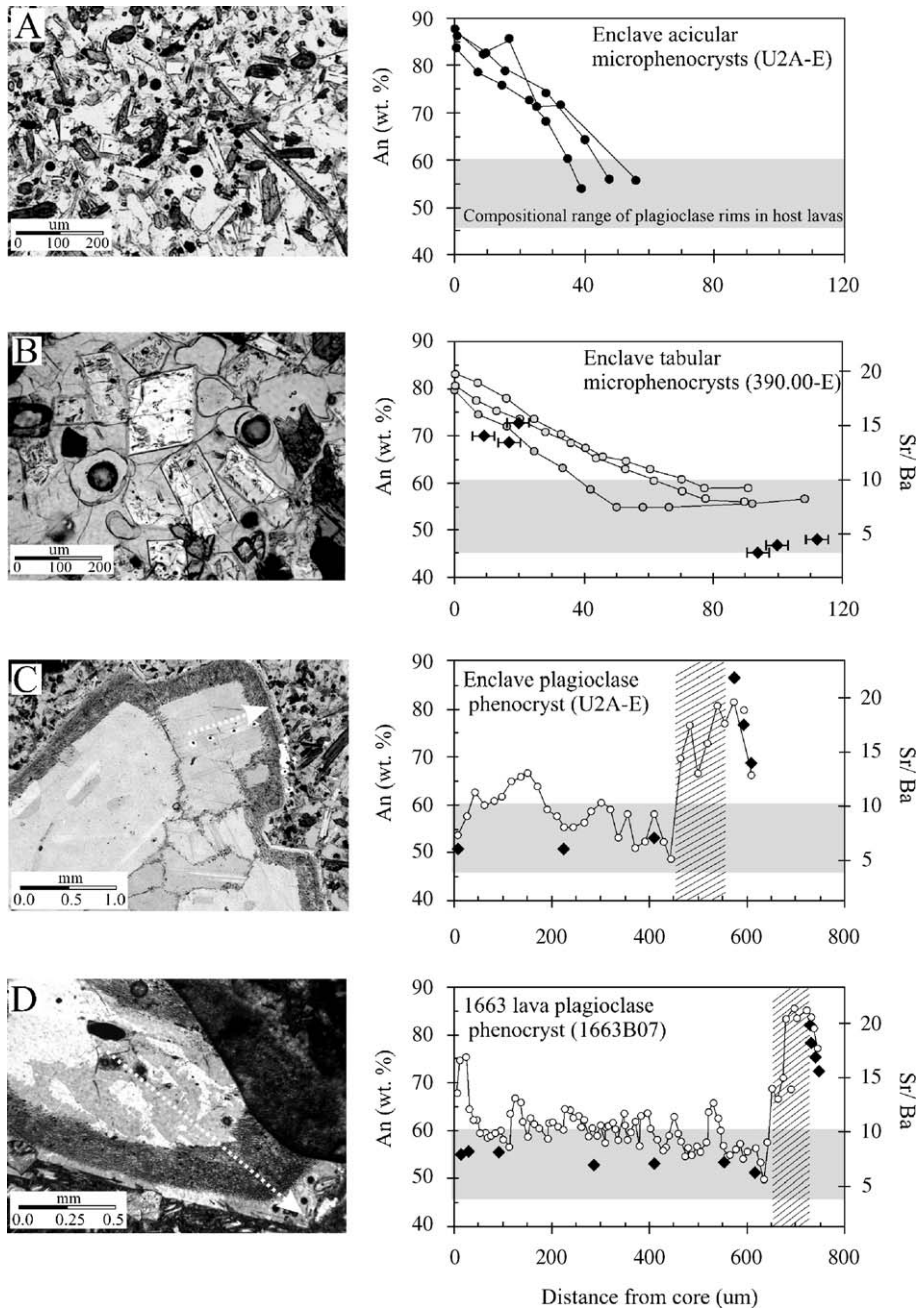 A
um
0 100 200
An (wt. %)
90
80
70
60
50
40
Enclave acicular
microphenocrysts (U2A-E)
Compositional range of plagioclase rims in host lavas
0 40 80 120
B
um
0 100 200
An (wt. %)
90
80
70
60
50
40
Enclave tabular
microphenocrysts (390.00-E)
20
15
10
5
Sr/ Ba
0 40 80 120
C
mm
0.0 0.5 1.0
An (wt. %)
90
80
70
60
50
40
Enclave plagioclase
phenocryst (U2A-E)
20
15
10
5
Sr/ Ba
0 200 400 600 800
D
mm
0.0 0.25 0.5
An (wt. %)
90
80
70
60
50
40
1663 lava plagioclase
phenocryst (1663B07)
20
15
10
5
Sr/ Ba
0 200 400 600 800
Distance from core (um)